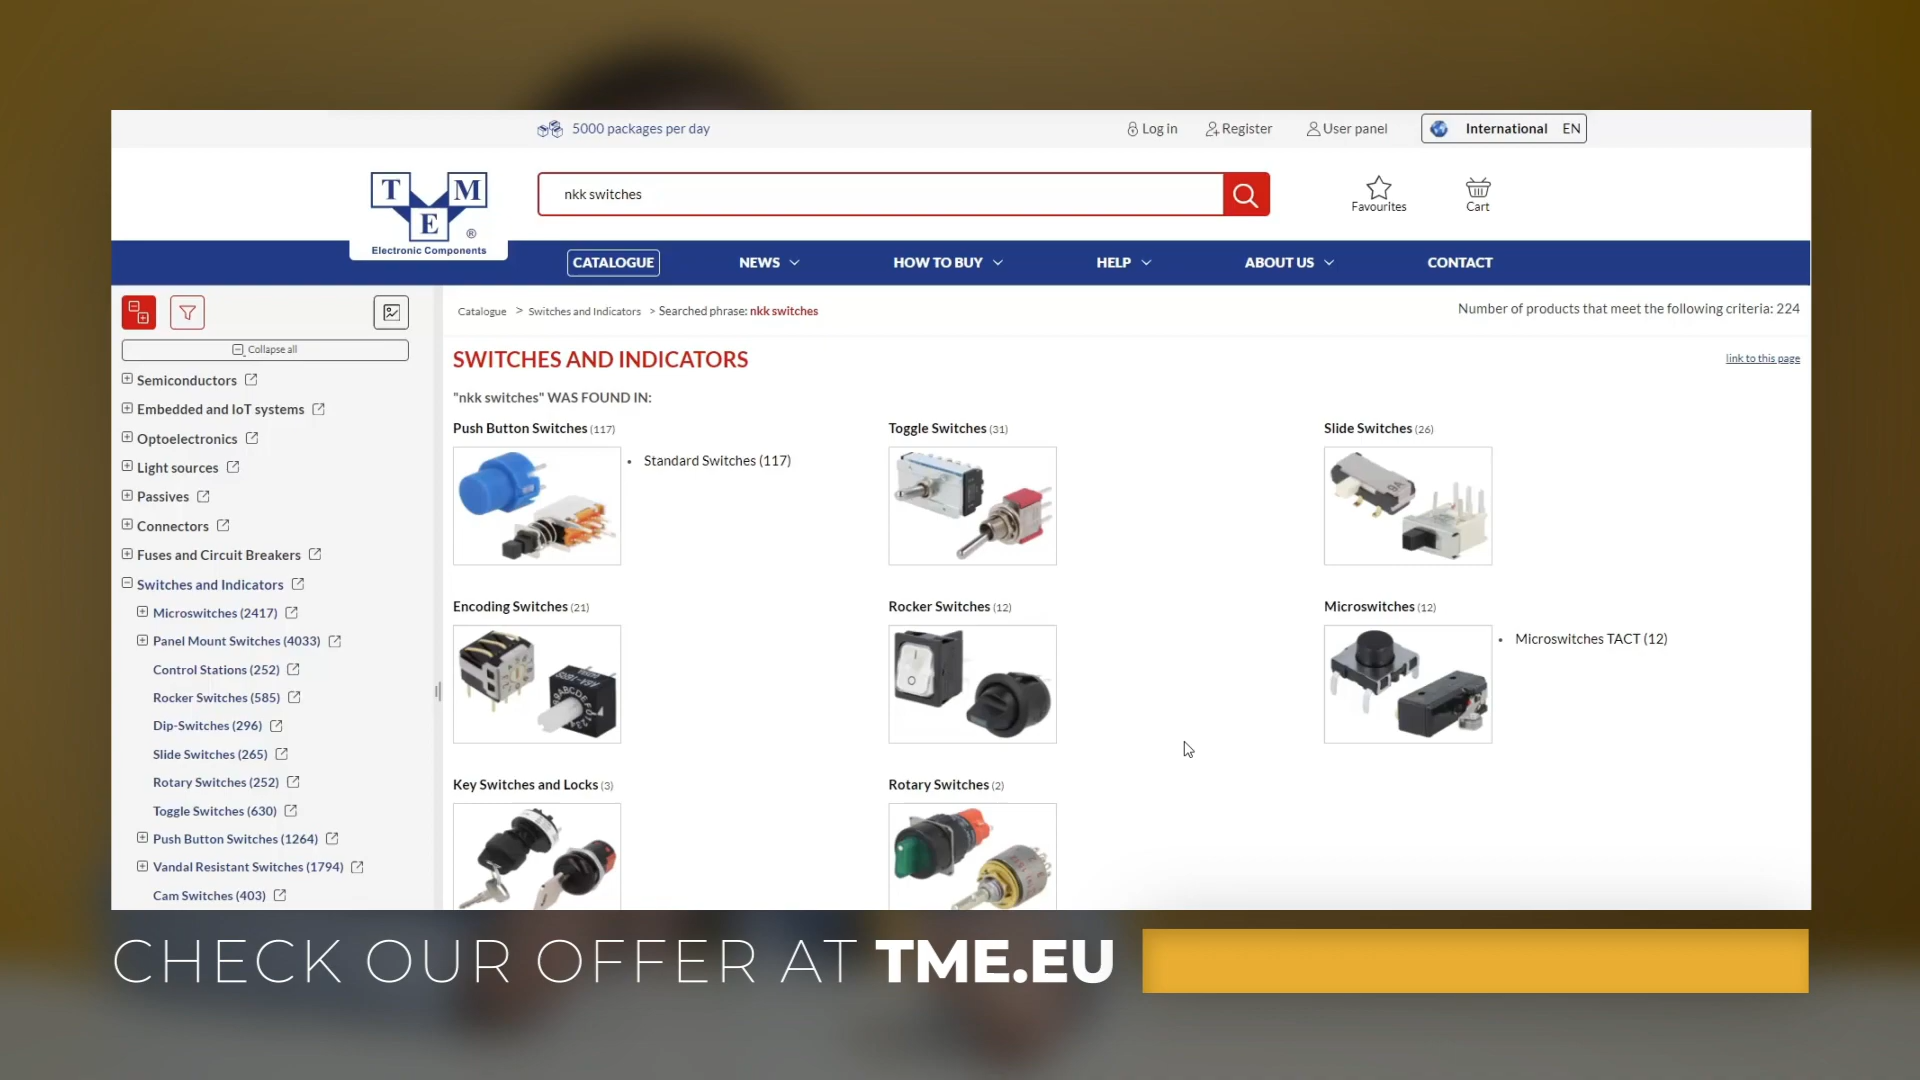 5000 packages per day
Log in
Register
User panel
International EN
T M E ®
Electronic Components
nkk switches
Favourites
Cart
CATALOGUE
NEWS
HOW TO BUY
HELP
ABOUT US
CONTACT
Collapse all
Semiconductors
Embedded and IoT systems
Optoelectronics
Light sources
Passives
Connectors
Fuses and Circuit Breakers
Switches and Indicators
Microswitches (2417)
Panel Mount Switches (4033)
Control Stations (252)
Rocker Switches (585)
Dip-Switches (296)
Slide Switches (265)
Rotary Switches (252)
Toggle Switches (630)
Push Button Switches (1264)
Vandal Resistant Switches (1794)
Cam Switches (403)
Catalogue > Switches and Indicators > Searched phrase: nkk switches
Number of products that meet the following criteria: 224
SWITCHES AND INDICATORS
link to this page
"nkk switches" WAS FOUND IN:
Push Button Switches (117)
• Standard Switches (117)
Toggle Switches (31)
Slide Switches (26)
Encoding Switches (21)
Rocker Switches (12)
Microswitches (12)
• Microswitches TACT (12)
Key Switches and Locks (3)
Rotary Switches (2)
CHECK OUR OFFER AT TME.EU